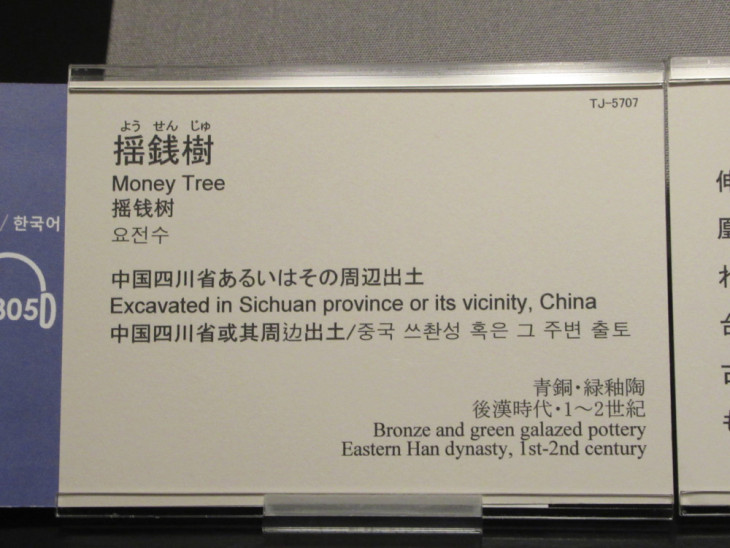 TJ-5707
よう せん じゅ
揺銭樹
Money Tree
摇钱树
요전수
中国四川省あるいはその周辺出土
Excavated in Sichuan province or its vicinity, China
中国四川省或其周边出土/중국 쓰촨성 혹은 그 주변 출토
青銅・緑釉陶
後漢時代・1～2世紀
Bronze and green galazed pottery
Eastern Han dynasty, 1st-2nd century
/ 한국어
305